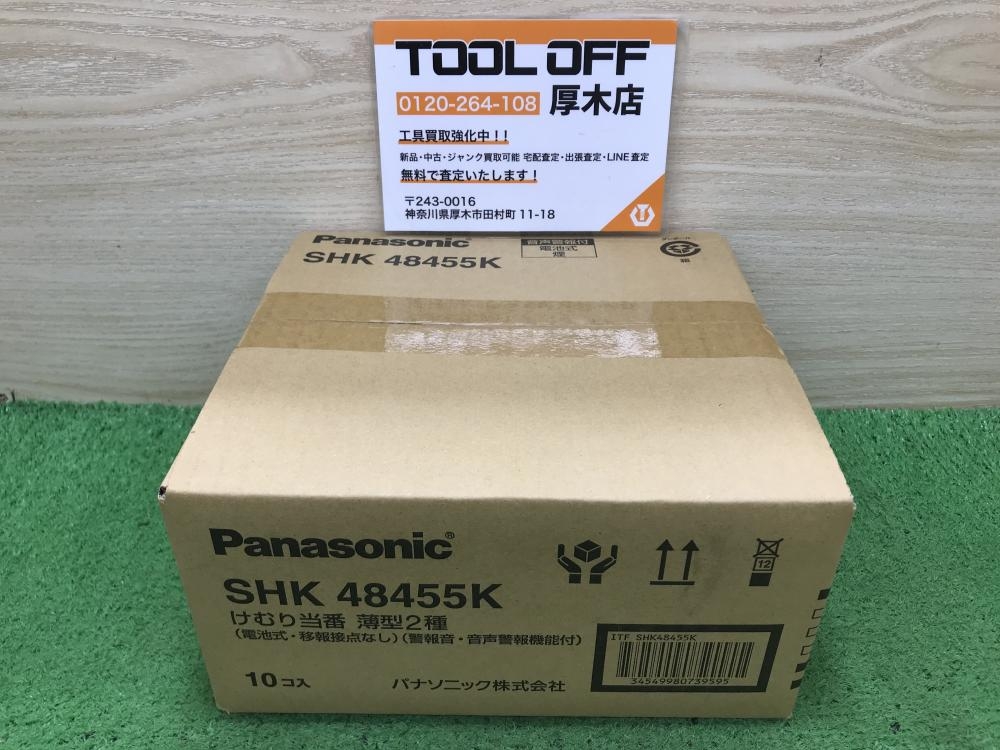 TOOL OFF
0120-264-108 厚木店
工具買取強化中！！
新品・中古・ジャンク買取可能 宅配査定・出張査定・LINE査定
無料で査定いたします！
〒243-0016
神奈川県厚木市田村町 11-18
Panasonic
SHK 48455K
音声警報付
電池式
煙
Panasonic®
SHK 48455K
けむり当番 薄型2種
(電池式・移報接点なし)(警報音・音声警報機能付)
10コ入
パナソニック株式会社
12
ITF SHK48455K
34549980739595